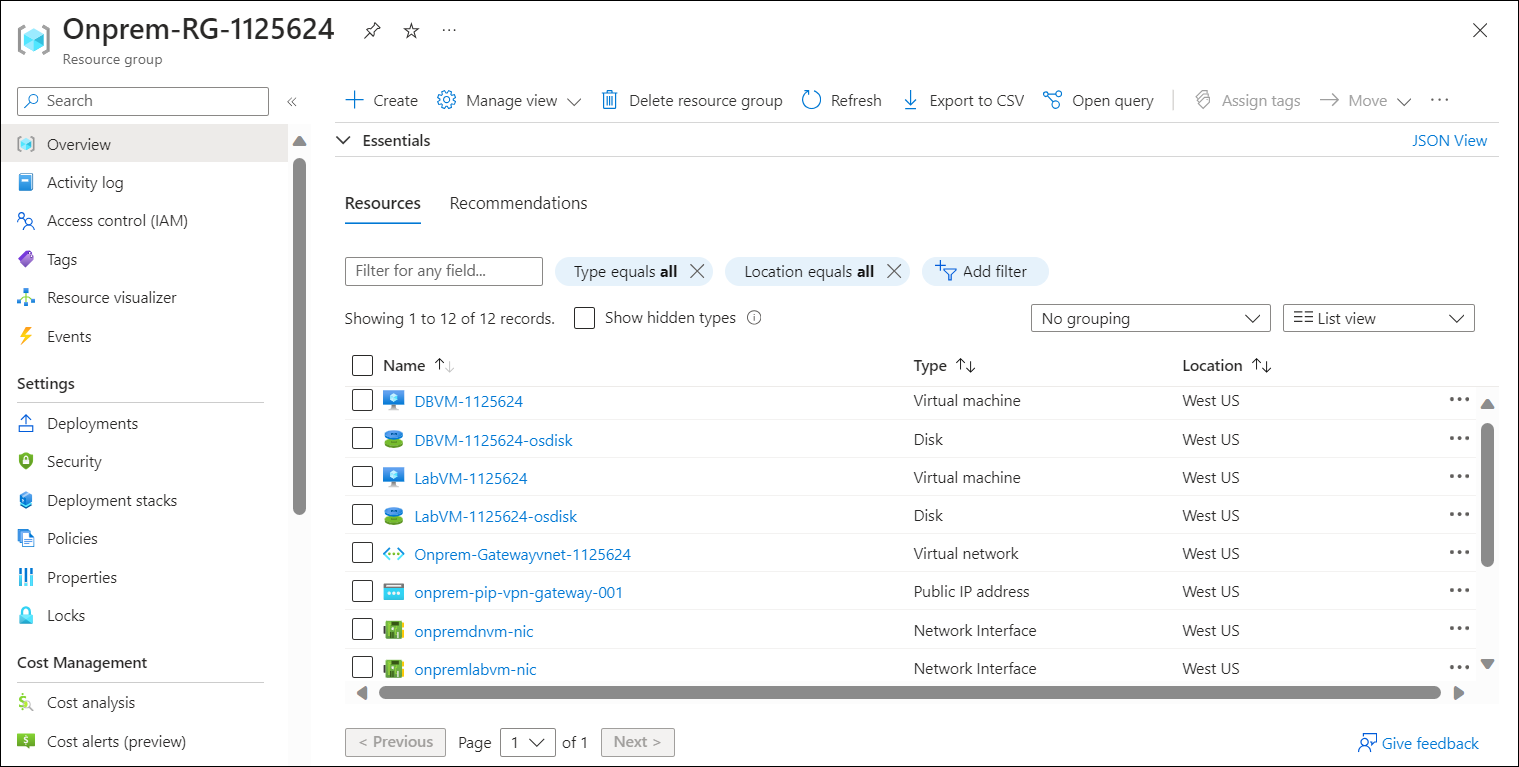 Onprem-RG-1125624
Resource group
Search
Create Manage view Delete resource group Refresh Export to CSV Open query Assign tags Move
Overview
Activity log
Access control (IAM)
Tags
Resource visualizer
Events
Settings
Deployments
Security
Deployment stacks
Policies
Properties
Locks
Cost Management
Cost analysis
Cost alerts (preview)
Essentials JSON View
Resources Recommendations
Filter for any field... Type equals all Location equals all Add filter
Showing 1 to 12 of 12 records. Show hidden types No grouping List view
Name Type Location
DBVM-1125624 Virtual machine West US
DBVM-1125624-osdisk Disk West US
LabVM-1125624 Virtual machine West US
LabVM-1125624-osdisk Disk West US
Onprem-Gatewayvnet-1125624 Virtual network West US
onprem-pip-vpn-gateway-001 Public IP address West US
onpremdnvm-nic Network Interface West US
onpremlabvm-nic Network Interface West US
< Previous Page 1 of 1 Next > Give feedback